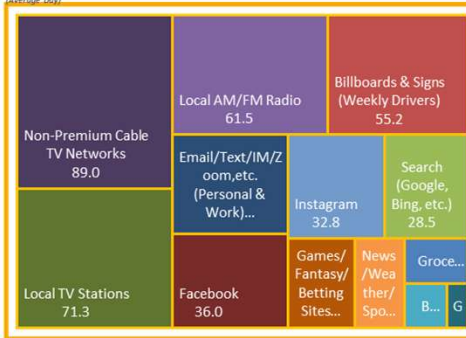 (Average Day)
Non-Premium Cable
TV Networks
89.0
Local AM/FM Radio
61.5
Billboards & Signs
(Weekly Drivers)
55.2
Email/Text/IM/Z
oom,etc.
(Personal &
Work)...
Instagram
32.8
Search
(Google,
Bing, etc.)
28.5
Local TV Stations
71.3
Facebook
36.0
Games/
Fantasy/
Betting
Sites...
News
/Wea
ther/
Spo...
Groce...
B...
G